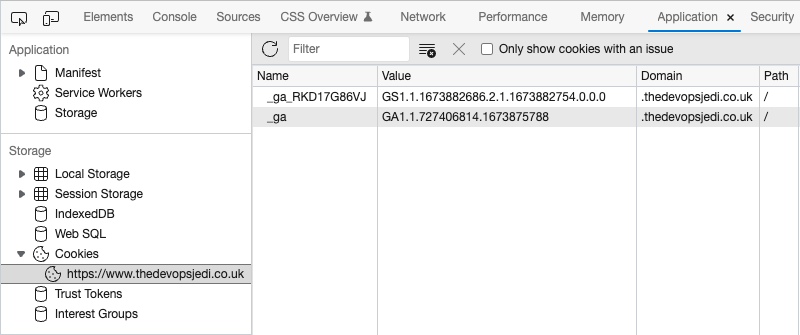 Elements Console Sources CSS Overview Network Performance Memory Application × Security
Application
Manifest
Service Workers
Storage
Storage
Local Storage
Session Storage
IndexedDB
Web SQL
Cookies
https://www.thedevopsjedi.co.uk
Trust Tokens
Interest Groups
Filter Only show cookies with an issue
Name Value Domain Path
_ga_RKD17G86VJ GS1.1.1673882686.2.1.1673882754.0.0.0 .thedevopsjedi.co.uk /
_ga GA1.1.727406814.1673875788 .thedevopsjedi.co.uk /